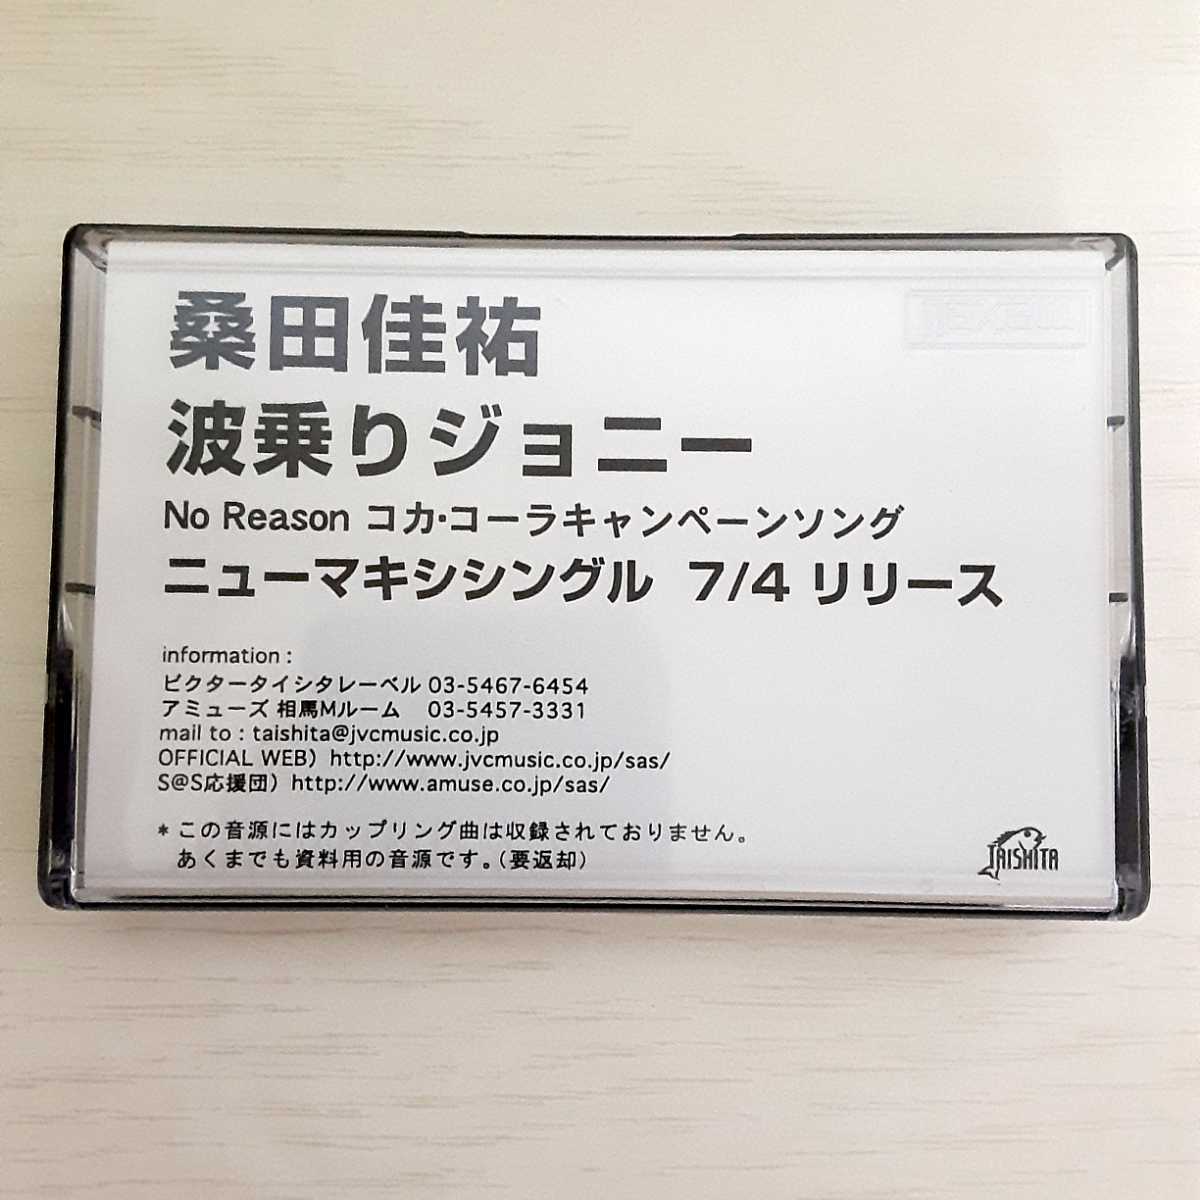 桑田佳祐
波乗りジョニー
No Reason コカ・コーラキャンペーンソング
ニューマキシシングル 7/4 リリース
information :
ビクタータイシタレーベル 03-5467-6454
アミューズ 相馬Mルーム 03-5457-3331
mail to : taishita@jvcmusic.co.jp
OFFICIAL WEB）http://www.jvcmusic.co.jp/sas/
S@S応援団）http://www.amuse.co.jp/sas/
* この音源にはカップリング曲は収録されておりません。
あくまでも資料用の音源です。（要返却）
TAISHITA